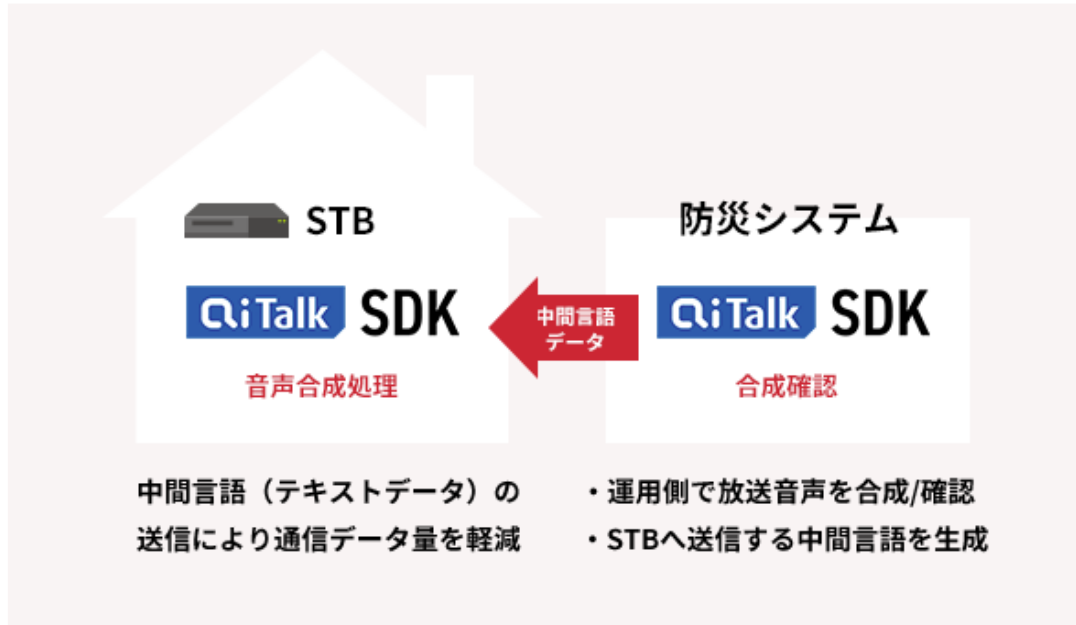 STB
QiTalk SDK
音声合成処理
中間言語
データ
防災システム
QiTalk SDK
合成確認
中間言語（テキストデータ）の
送信により通信データ量を軽減
・運用側で放送音声を合成/確認
・STBへ送信する中間言語を生成